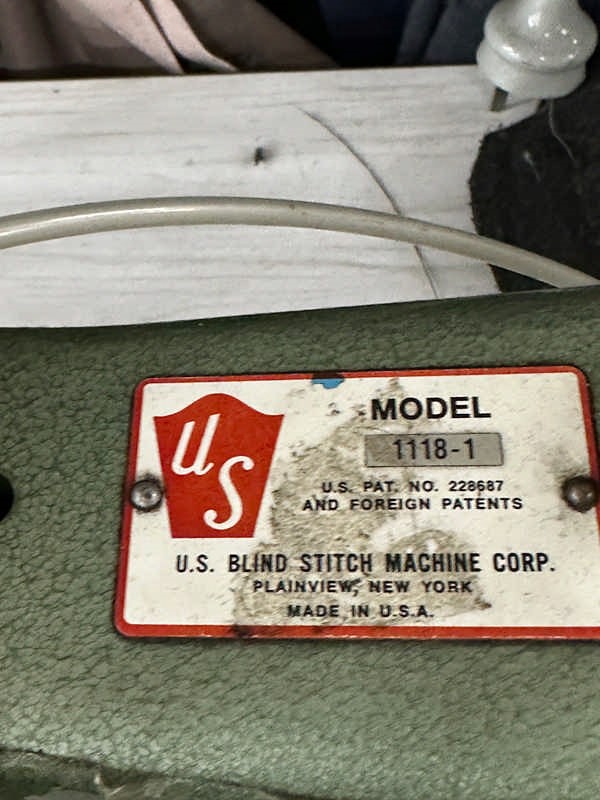 US
MODEL
1118-1
U.S. PAT. NO. 228687
AND FOREIGN PATENTS
U.S. BLIND STITCH MACHINE CORP.
PLAINVIEW, NEW YORK
MADE IN U.S.A.